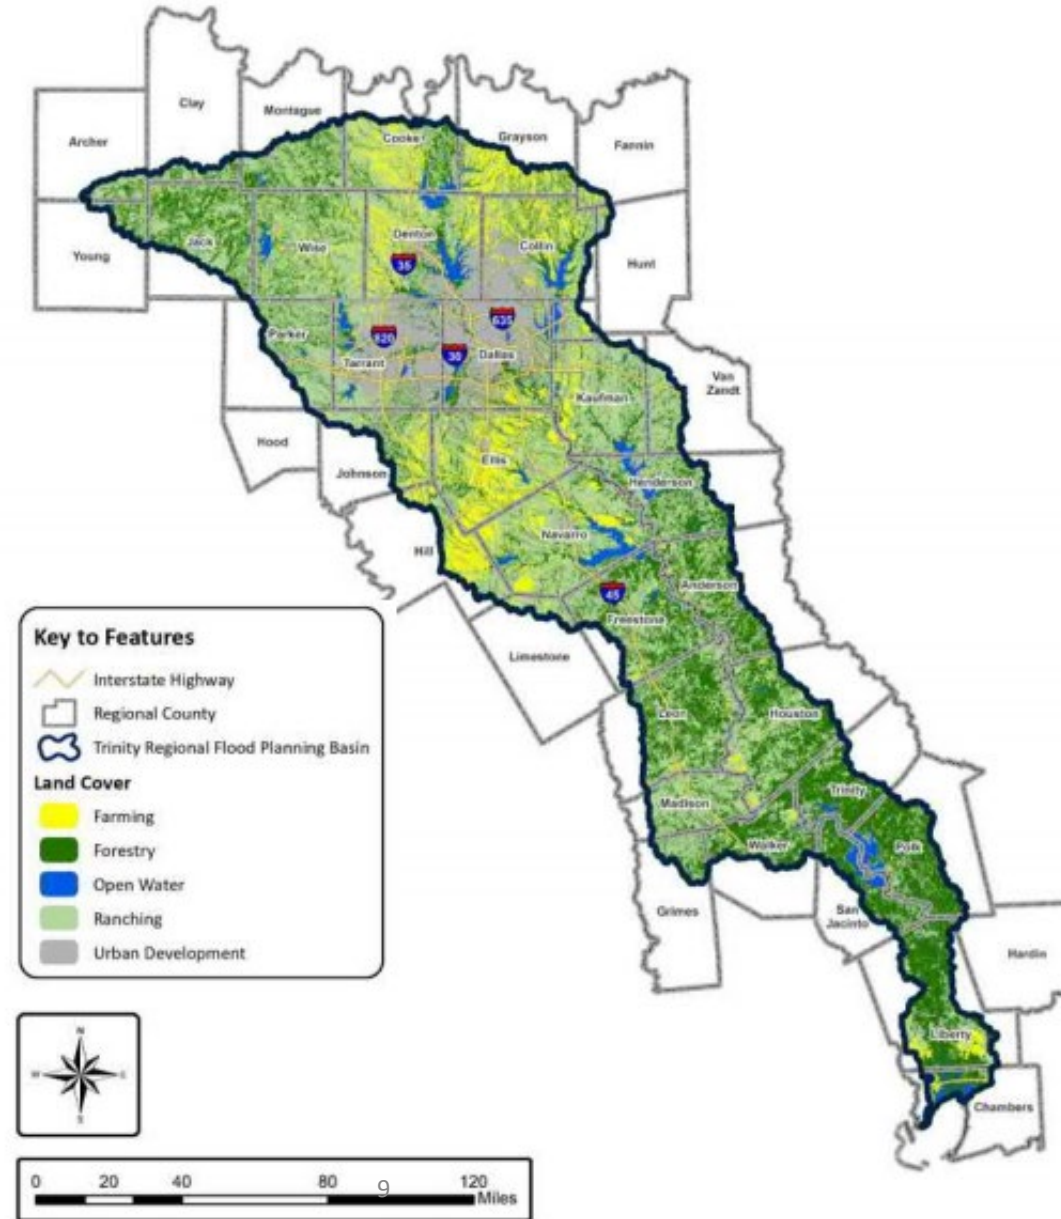 Clay
Montague
Cooke
Grayson
Fannin
Archer
Young
Jack
Wise
Denton
Collin
Hunt
35
635
820
30
Parker
Tarrant
Dallas
Kaufman
Van
Zandt
Hood
Johnson
Ellis
Henderson
Hill
Navarro
Anderson
45
Freestone
Limestone
Leon
Houston
Madison
Trinity
Walker
Polk
Grimes
San
Jacinto
Hardin
Liberty
Chambers
Key to Features
Interstate Highway
Regional County
Trinity Regional Flood Planning Basin
Land Cover
Farming
Forestry
Open Water
Ranching
Urban Development
N
W E
S
0 20 40 80 120
Miles
9